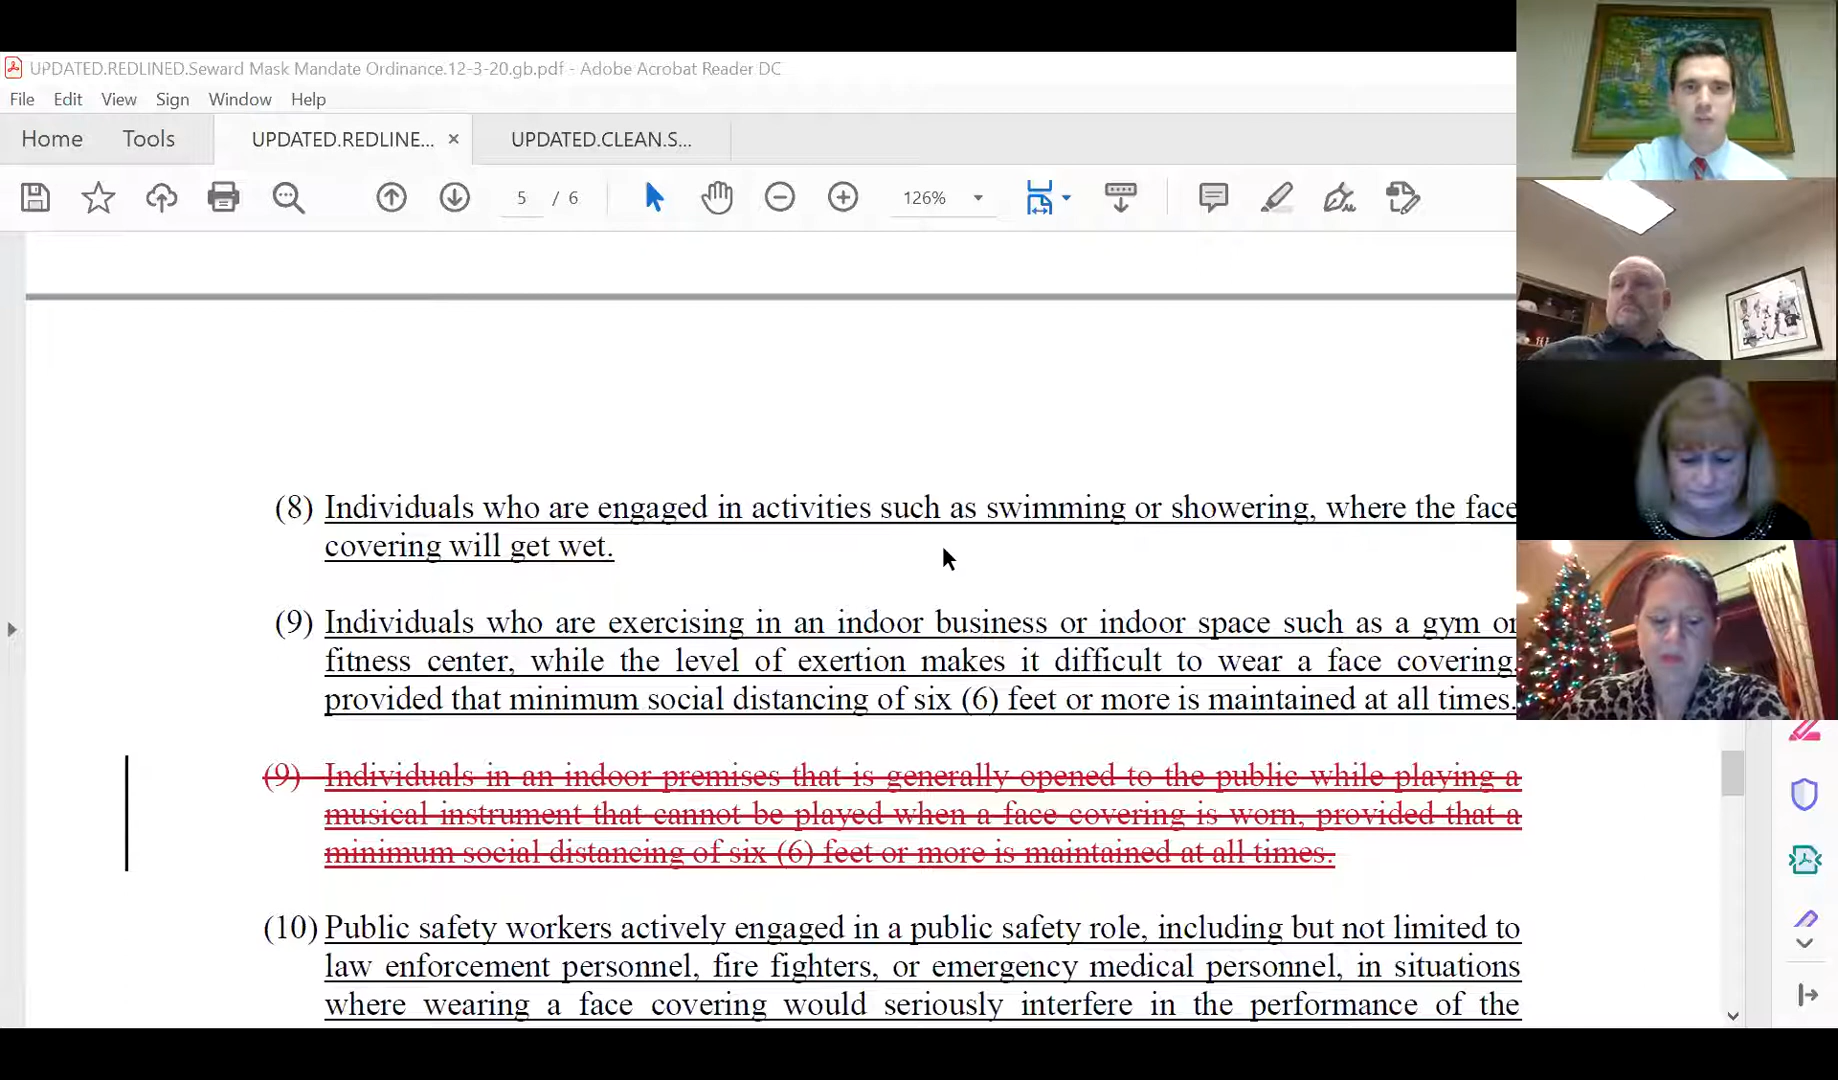 UPDATED.REDLINED.Seward Mask Mandate Ordinance.12-3-20.gb.pdf - Adobe Acrobat Reader DC
File Edit View Sign Window Help
Home Tools UPDATED.REDLINE... × UPDATED.CLEAN.S...
5 / 6 126%
(8) Individuals who are engaged in activities such as swimming or showering, where the face
covering will get wet.
(9) Individuals who are exercising in an indoor business or indoor space such as a gym or
fitness center, while the level of exertion makes it difficult to wear a face covering,
provided that minimum social distancing of six (6) feet or more is maintained at all times.
(9) Individuals in an indoor premises that is generally opened to the public while playing a
musical instrument that cannot be played when a face covering is worn, provided that a
minimum social distancing of six (6) feet or more is maintained at all times.
(10) Public safety workers actively engaged in a public safety role, including but not limited to
law enforcement personnel, fire fighters, or emergency medical personnel, in situations
where wearing a face covering would seriously interfere in the performance of the